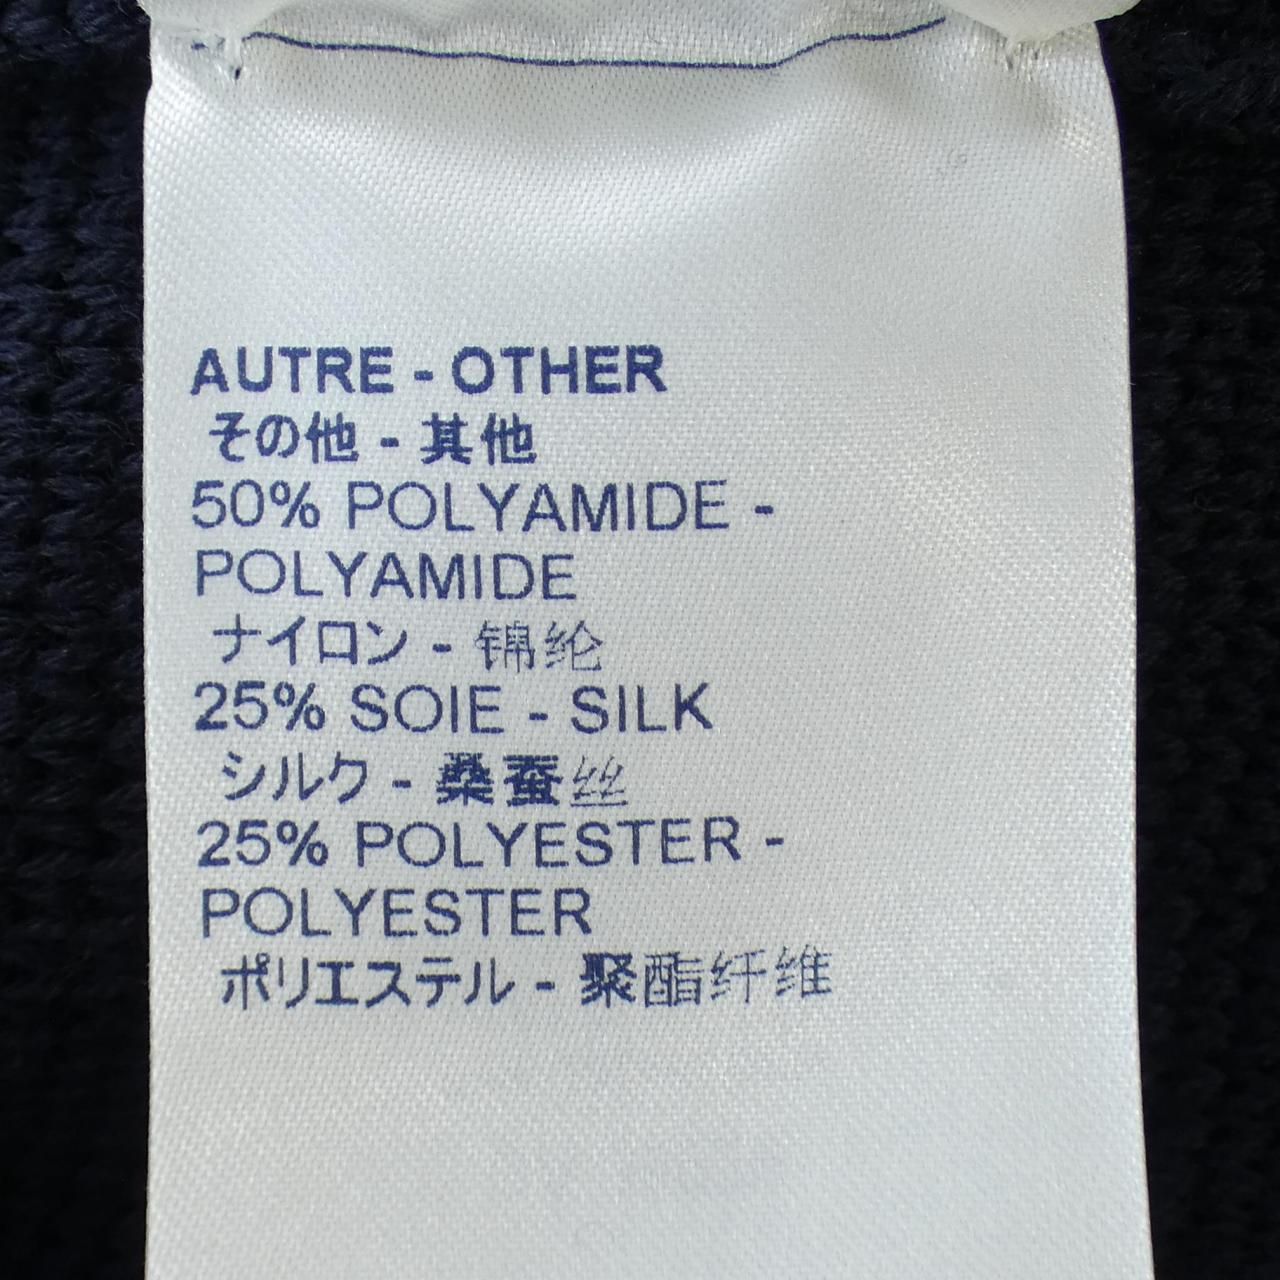 AUTRE - OTHER
その他 - 其他
50% POLYAMIDE -
POLYAMIDE
ナイロン - 锦纶
25% SOIE - SILK
シルク - 桑蚕丝
25% POLYESTER -
POLYESTER
ポリエステル - 聚酯纤维